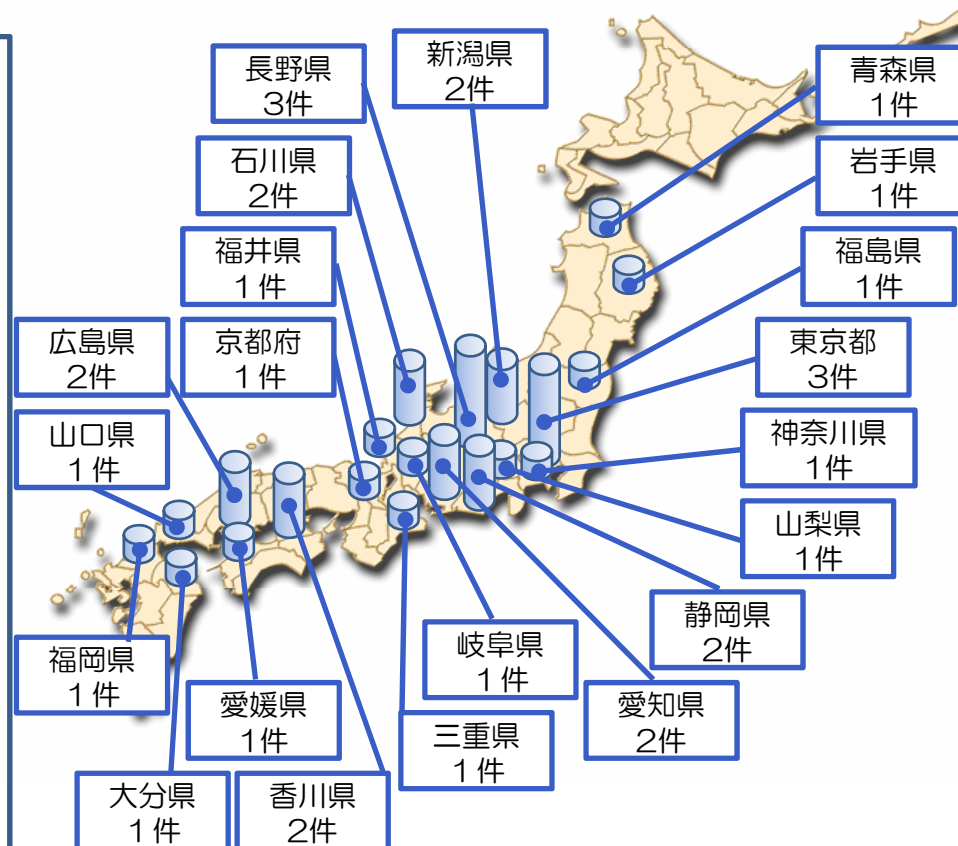 長野県
3件
新潟県
2件
青森県
1件
石川県
2件
岩手県
1件
福井県
1件
福島県
1件
広島県
2件
京都府
1件
東京都
3件
山口県
1件
神奈川県
1件
山梨県
1件
静岡県
2件
福岡県
1件
岐阜県
1件
愛媛県
1件
愛知県
2件
三重県
1件
大分県
1件
香川県
2件